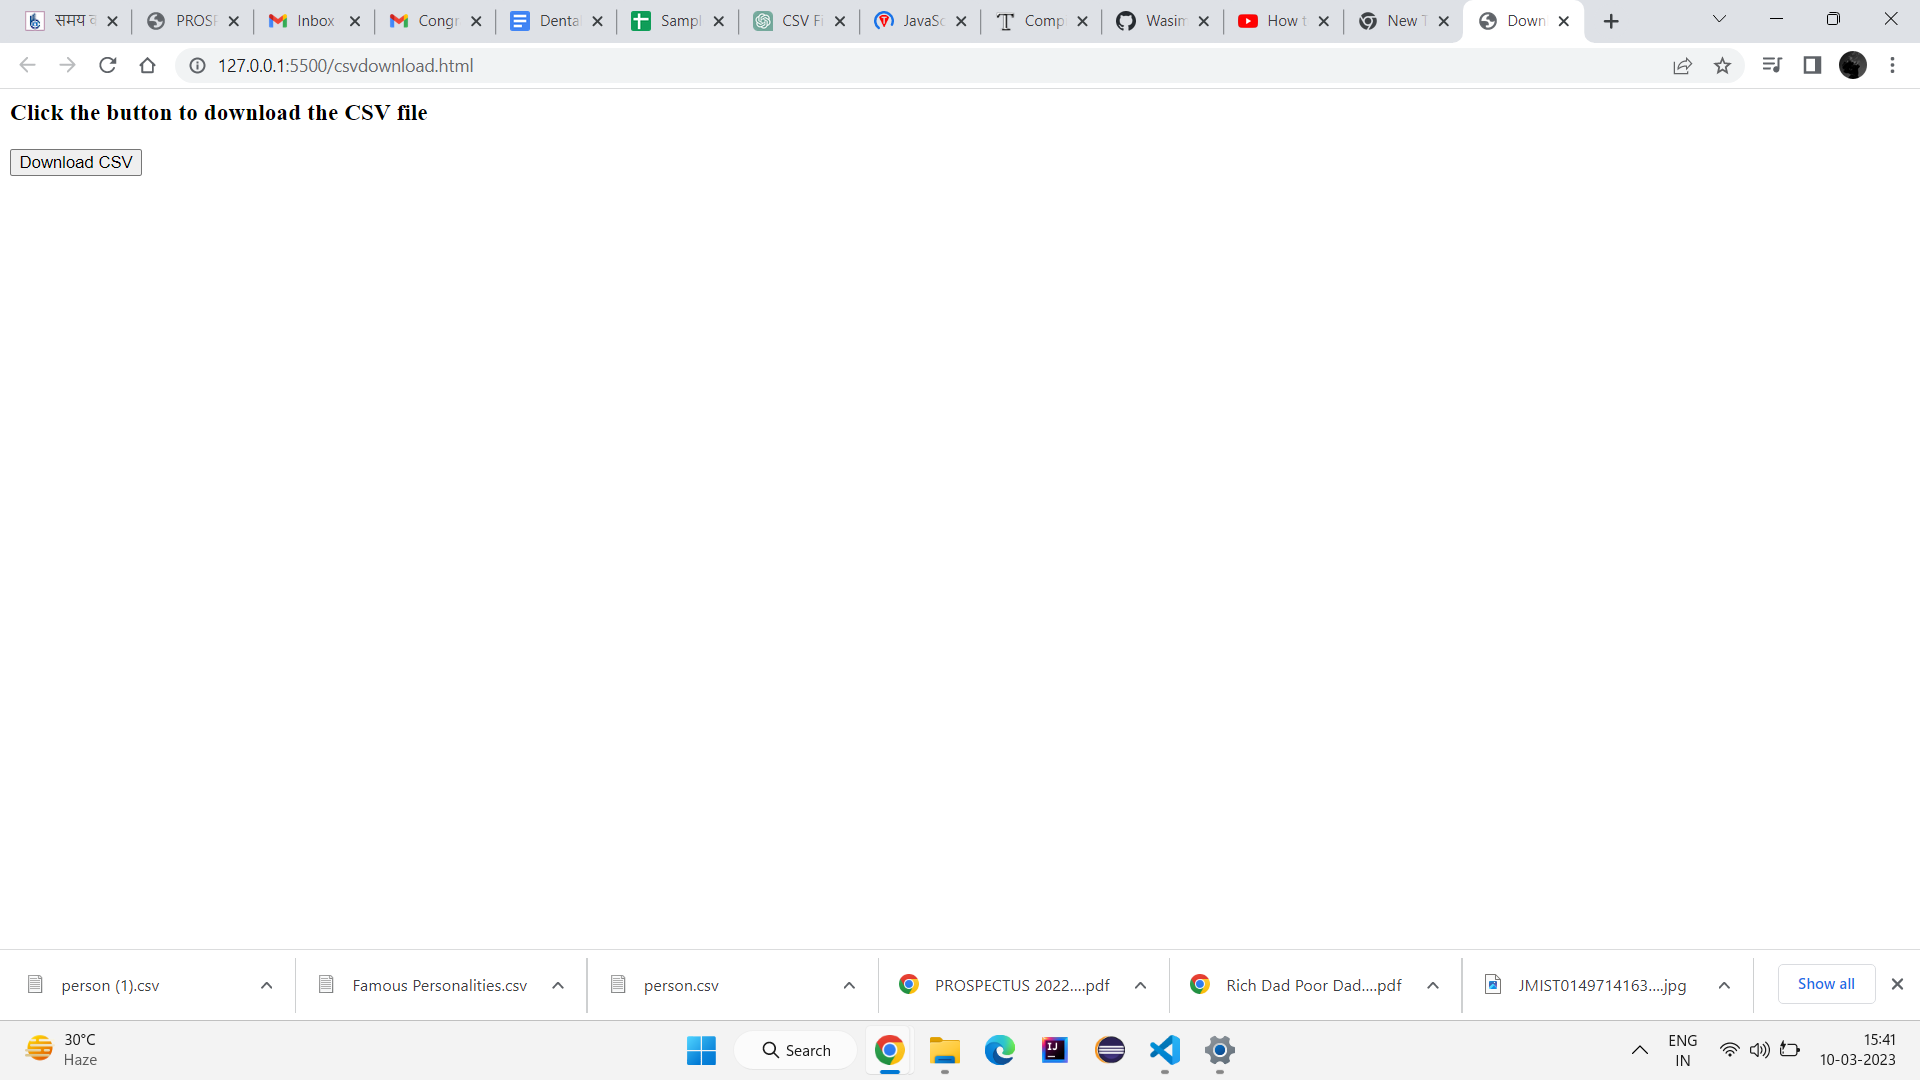 समय व
PROSP
Inbox
Congr
Denta
Sampl
CSV Fi
JavaSc
Comp
Wasim
How t
New T
Down
127.0.0.1:5500/csvdownload.html
Click the button to download the CSV file
Download CSV
person (1).csv
Famous Personalities.csv
person.csv
PROSPECTUS 2022....pdf
Rich Dad Poor Dad....pdf
JMIST0149714163....jpg
Show all
30°C
Haze
Search
ENG
IN
15:41
10-03-2023